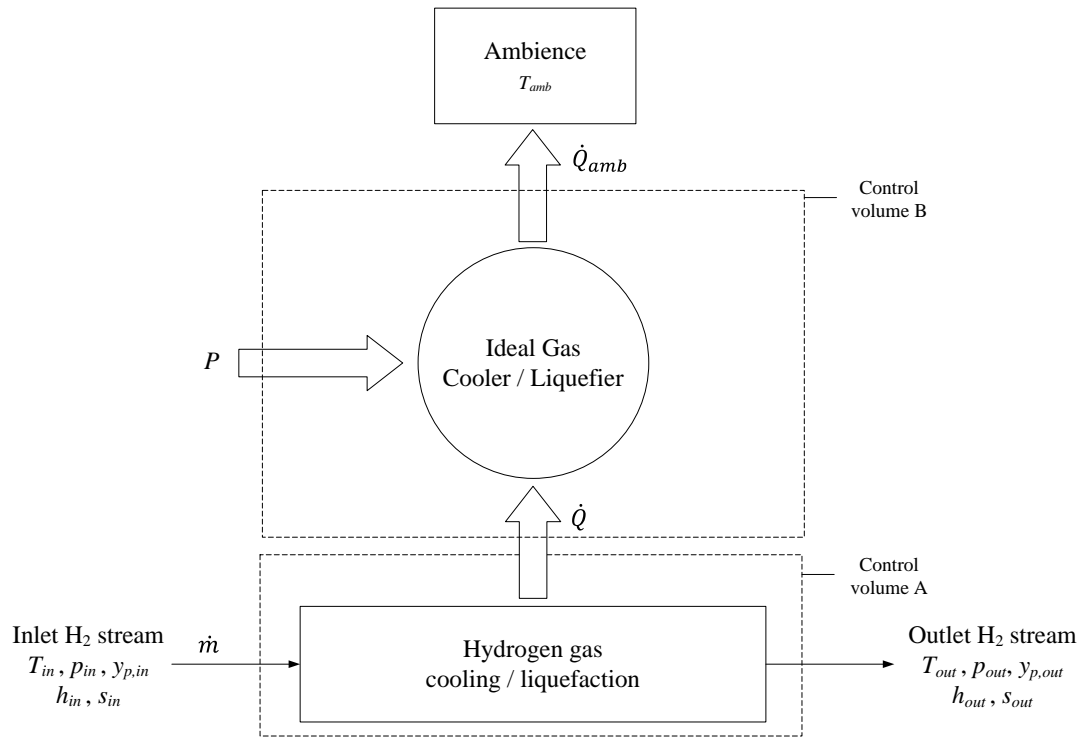 Ambience
T_amb
Q̇_amb
Control
volume B
P
Ideal Gas
Cooler / Liquefier
Q̇
Control
volume A
Inlet H₂ stream
T_in , p_in , y_p,in
h_in , s_in
ṁ
Hydrogen gas
cooling / liquefaction
Outlet H₂ stream
T_out , p_out, y_p,out
h_out , s_out